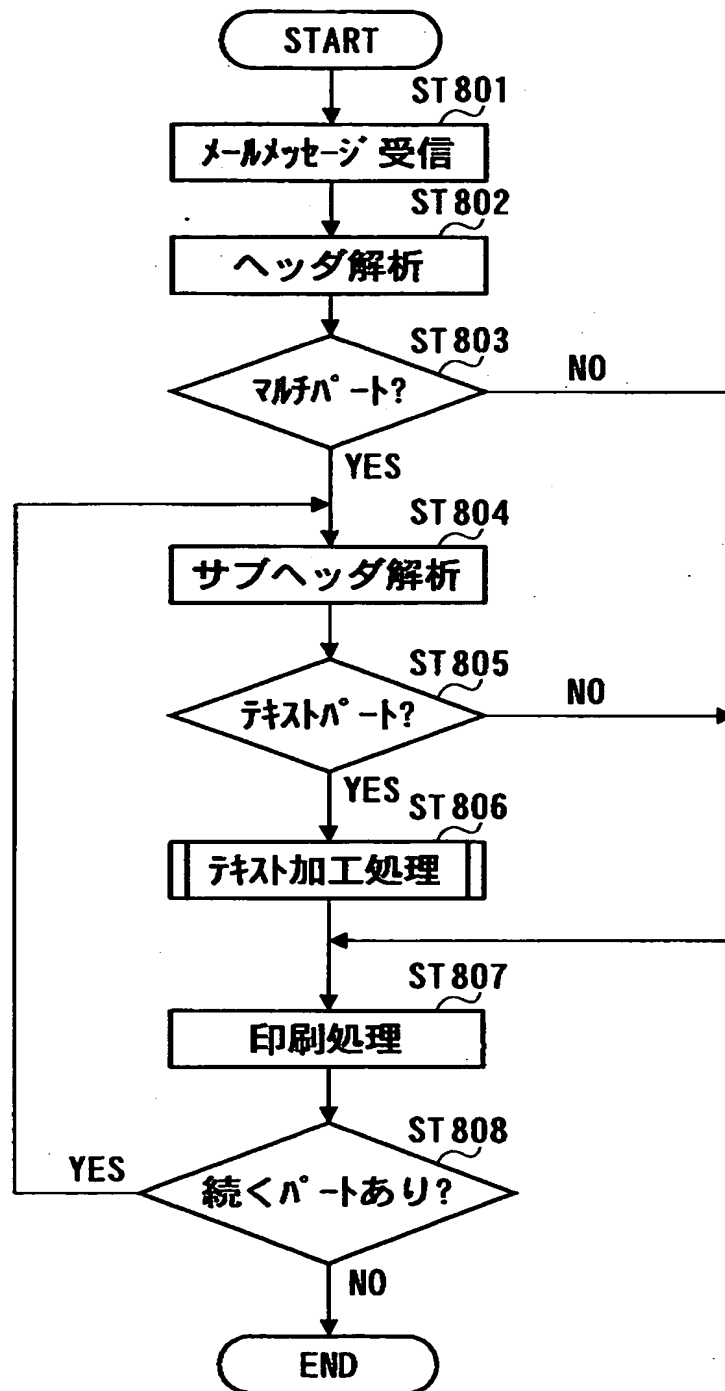 START
ST801
メールメッセージ 受信
ST802
ヘッダ解析
ST803
マルチパート?
NO
YES
ST804
サブヘッダ解析
ST805
テキストパート?
NO
YES
ST806
テキスト加工処理
ST807
印刷処理
ST808
続くパートあり?
YES
NO
END